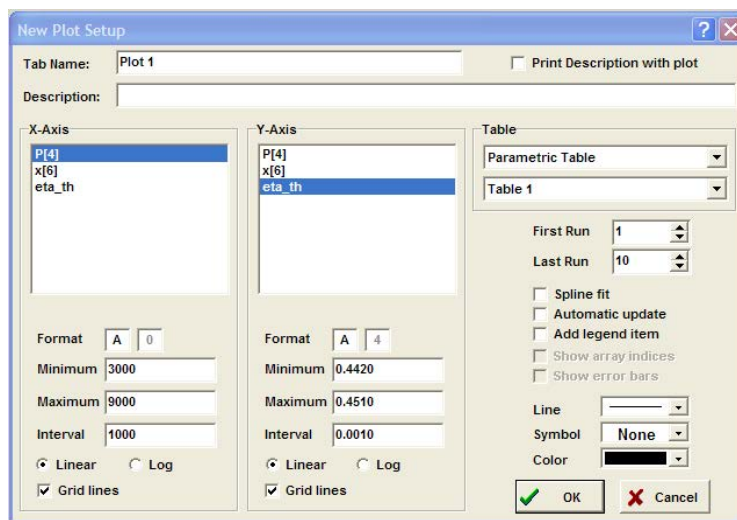 New Plot Setup
Tab Name: Plot 1
Print Description with plot
Description:
X-Axis
P[4]
x[6]
eta_th
Format A 0
Minimum 3000
Maximum 9000
Interval 1000
Linear Log
Grid lines
Y-Axis
P[4]
x[6]
eta_th
Format A 4
Minimum 0.4420
Maximum 0.4510
Interval 0.0010
Linear Log
Grid lines
Table
Parametric Table
Table 1
First Run 1
Last Run 10
Spline fit
Automatic update
Add legend item
Show array indices
Show error bars
Line
Symbol None
Color
OK Cancel